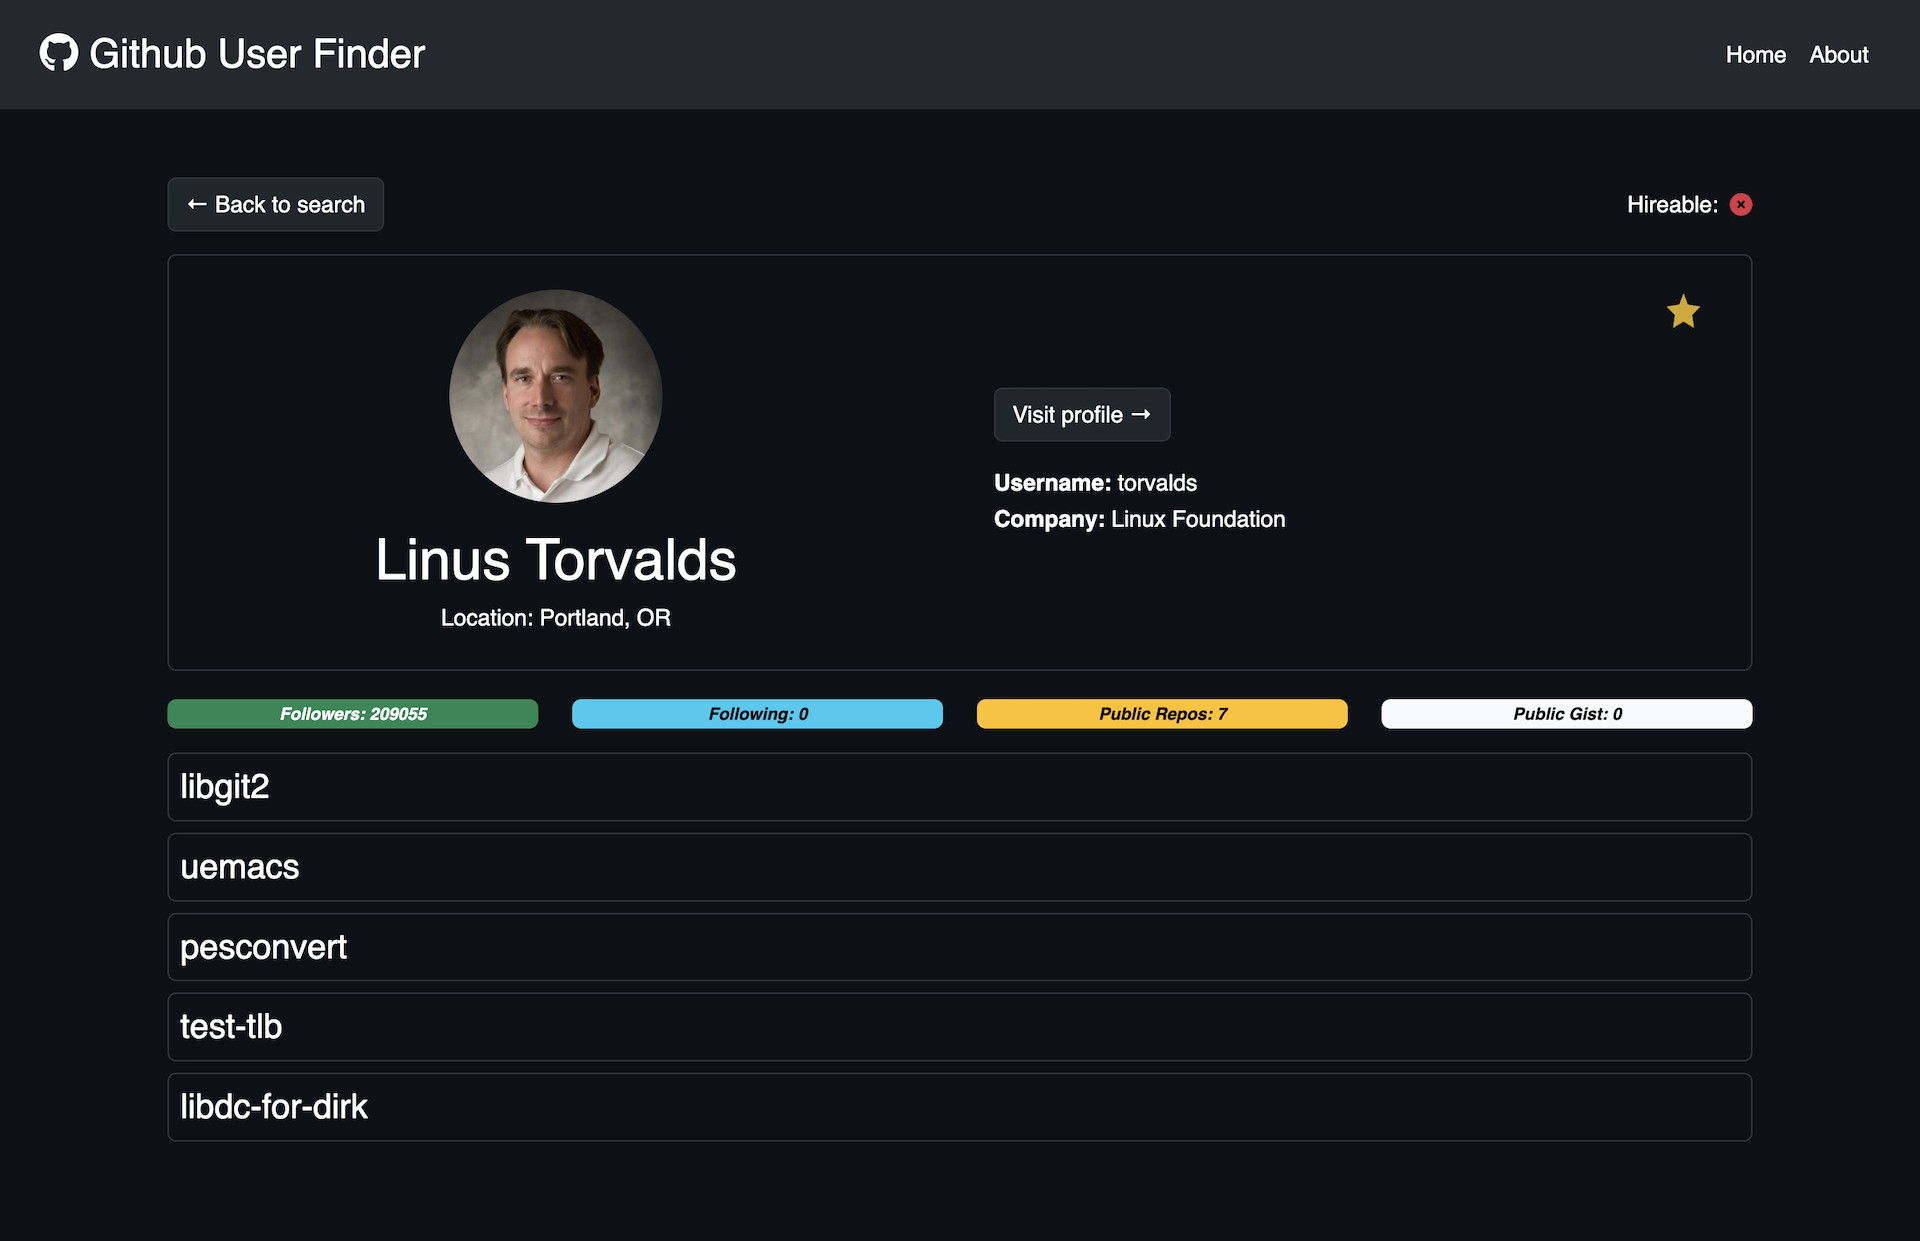 Github User Finder
Home About
← Back to search
Hireable:
Visit profile →
Username: torvalds
Company: Linux Foundation
Linus Torvalds
Location: Portland, OR
Followers: 209055
Following: 0
Public Repos: 7
Public Gist: 0
libgit2
uemacs
pesconvert
test-tlb
libdc-for-dirk